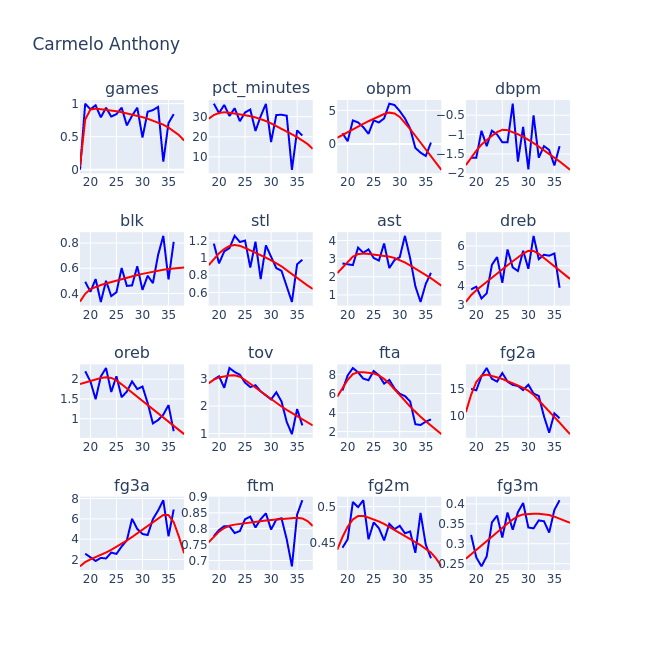 Carmelo Anthony
games pct_minutes obpm dbpm
1 0.5 0
20 25 30 35
30 20 10
20 25 30 35
5 0
20 25 30 35
−0.5 −1 −1.5 −2
20 25 30 35
blk stl ast dreb
0.8 0.6 0.4
20 25 30 35
1.2 1 0.8 0.6
20 25 30 35
4 3 2 1
20 25 30 35
6 5 4 3
20 25 30 35
oreb tov fta fg2a
2 1.5 1
20 25 30 35
3 2 1
20 25 30 35
8 6 4 2
20 25 30 35
15 10
20 25 30 35
fg3a ftm fg2m fg3m
8 6 4 2
20 25 30 35
0.9 0.85 0.8 0.75 0.7
20 25 30 35
0.5 0.45
20 25 30 35
0.4 0.35 0.3 0.25
20 25 30 35